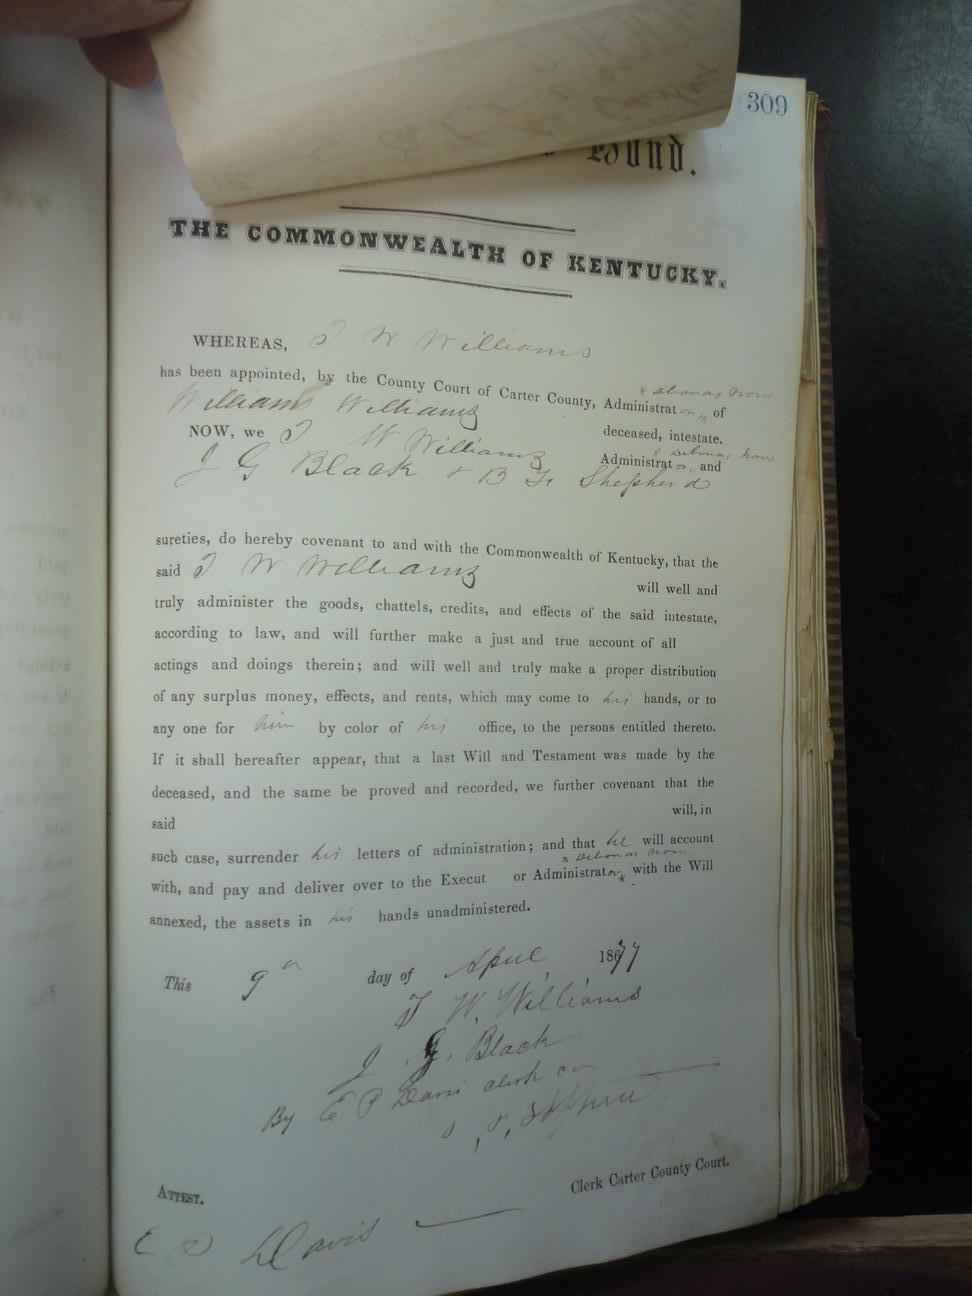 309
Bond.
THE COMMONWEALTH OF KENTUCKY.
WHEREAS, J W Williams
has been appointed, by the County Court of Carter County, Administrator of
debonas non
Williams Williams
deceased, intestate.
NOW, we J W Williams
debonas non
Administrator and
J G Black & B F Shepherd
sureties, do hereby covenant to and with the Commonwealth of Kentucky, that the
said J W Williams will well and
truly administer the goods, chattels, credits, and effects of the said intestate,
according to law, and will further make a just and true account of all
actings and doings therein; and will well and truly make a proper distribution
of any surplus money, effects, and rents, which may come to his hands, or to
any one for him by color of his office, to the persons entitled thereto.
If it shall hereafter appear, that a last Will and Testament was made by the
deceased, and the same be proved and recorded, we further covenant that the
said will, in
such case, surrender his letters of administration; and that he will account
debonas non
with, and pay and deliver over to the Execut or Administrator with the Will
annexed, the assets in his hands unadministered.
This 9th day of April 1877
J W. Williams
J. G. Black
By E P Davis clerk
ATTEST. Clerk Carter County Court.
E P Davis